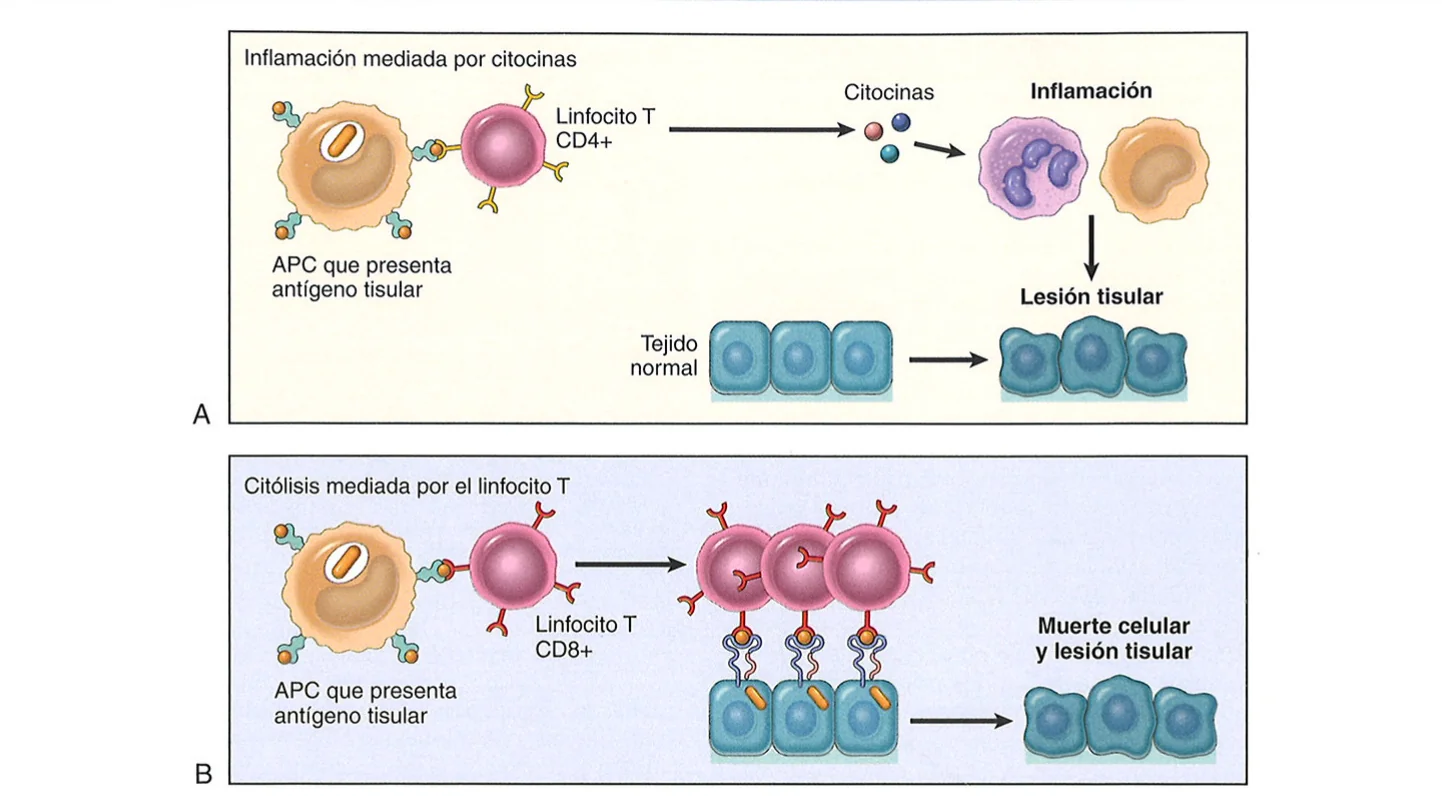 Inflamación mediada por citocinas
Linfocito T
CD4+
Citocinas
Inflamación
APC que presenta
antígeno tisular
Lesión tisular
Tejido
normal
A
Citólisis mediada por el linfocito T
Linfocito T
CD8+
APC que presenta
antígeno tisular
Muerte celular
y lesión tisular
B